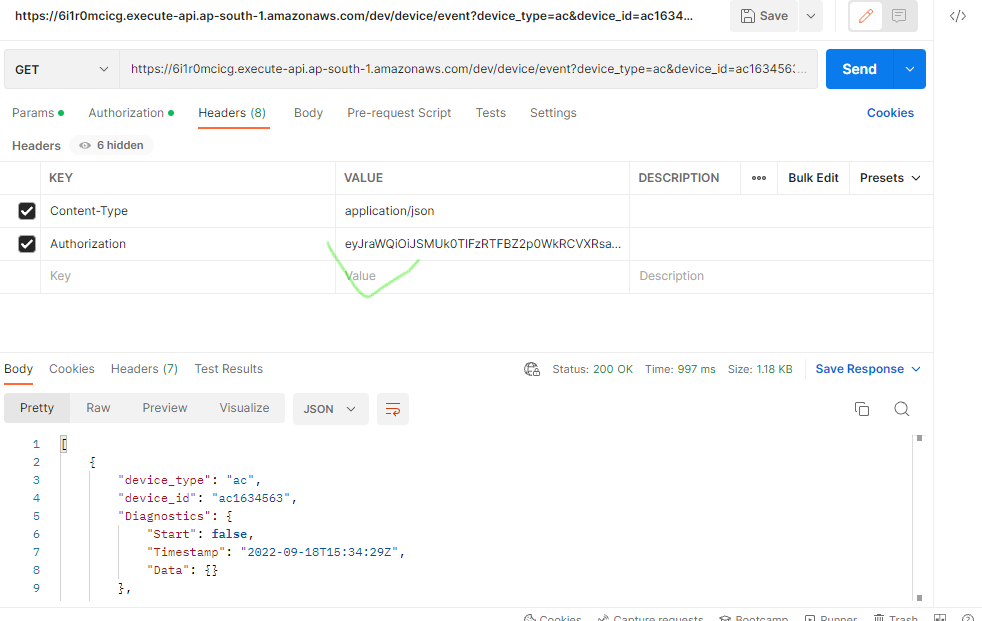 https://6i1r0mcicg.execute-api.ap-south-1.amazonaws.com/dev/device/event?device_type=ac&device_id=ac1634... Save
GET https://6i1r0mcicg.execute-api.ap-south-1.amazonaws.com/dev/device/event?device_type=ac&device_id=ac1634563... Send
Params Authorization Headers (8) Body Pre-request Script Tests Settings Cookies
Headers 6 hidden
KEY VALUE DESCRIPTION Bulk Edit Presets
Content-Type application/json
Authorization eyJraWQiOiJSMUk0TlFzRTFBZ2p0WkRCVXRsa...
Key Value Description
Body Cookies Headers (7) Test Results Status: 200 OK Time: 997 ms Size: 1.18 KB Save Response
Pretty Raw Preview Visualize JSON
1 [
2 {
3 "device_type": "ac",
4 "device_id": "ac1634563",
5 "Diagnostics": {
6 "Start": false,
7 "Timestamp": "2022-09-18T15:34:29Z",
8 "Data": {}
9 },
Cookies Capture requests Bootcamp Runner Trash